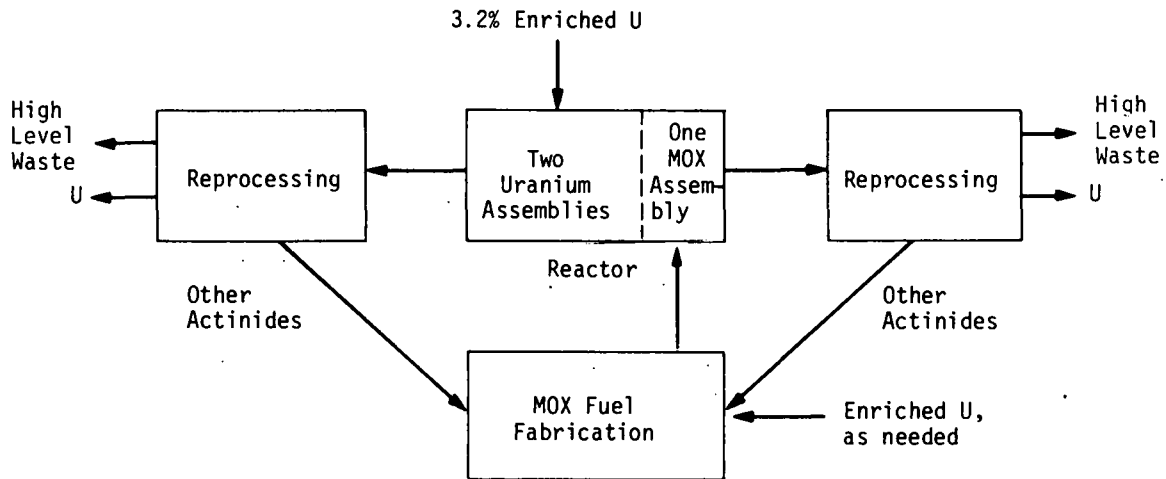 3.2% Enriched U
High
Level
Waste
U
Reprocessing
Two
Uranium
Assemblies
One
MOX
Assem-
bly
Reprocessing
High
Level
Waste
U
Reactor
Other
Actinides
Other
Actinides
MOX Fuel
Fabrication
Enriched U,
as needed